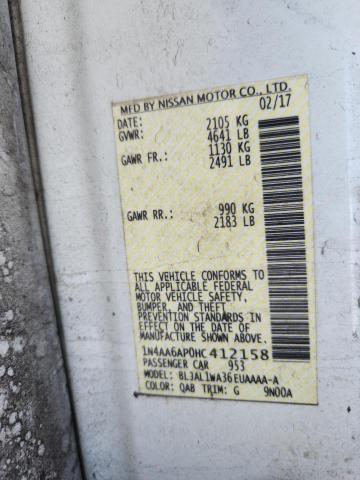 MFD BY NISSAN MOTOR CO., LTD.
DATE: 02/17
GVWR: 2105 KG
4641 LB
GAWR FR.: 1130 KG
2491 LB
GAWR RR.: 990 KG
2183 LB
THIS VEHICLE CONFORMS TO
ALL APPLICABLE FEDERAL
MOTOR VEHICLE SAFETY,
BUMPER, AND THEFT
PREVENTION STANDARDS IN
EFFECT ON THE DATE OF
MANUFACTURE SHOWN ABOVE.
1N4AA6AP0HC412158
PASSENGER CAR 953
MODEL: BL3AL1WA36EUAAAA-A
COLOR: QAB TRIM: G 9N00A